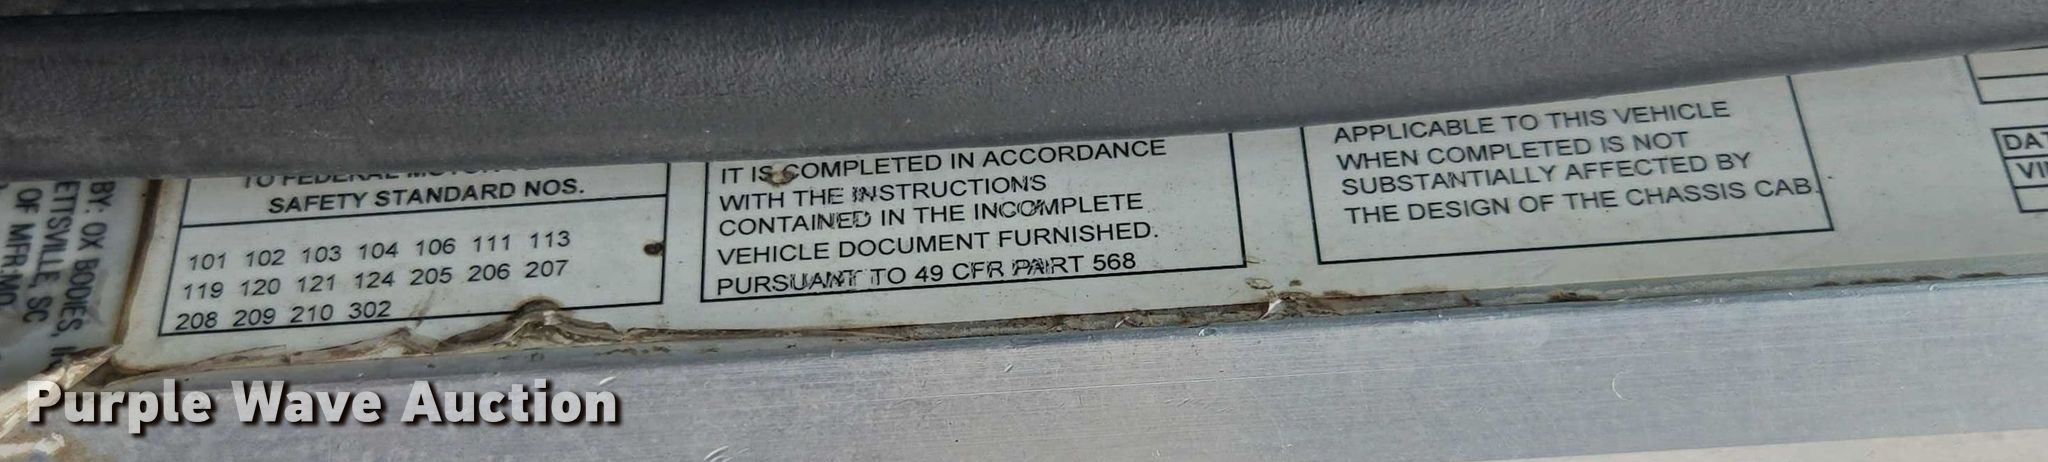 BY: OX BODIES, I
ETTSVILLE, SC
OF MFR: MO
TO FEDERAL MOTOR
SAFETY STANDARD NOS.
101 102 103 104 106 111 113
119 120 121 124 205 206 207
208 209 210 302
IT IS COMPLETED IN ACCORDANCE
WITH THE INSTRUCTIONS
CONTAINED IN THE INCOMPLETE
VEHICLE DOCUMENT FURNISHED.
PURSUANT TO 49 CFR PART 568
APPLICABLE TO THIS VEHICLE
WHEN COMPLETED IS NOT
SUBSTANTIALLY AFFECTED BY
THE DESIGN OF THE CHASSIS CAB.
DAT
VI
Purple Wave Auction